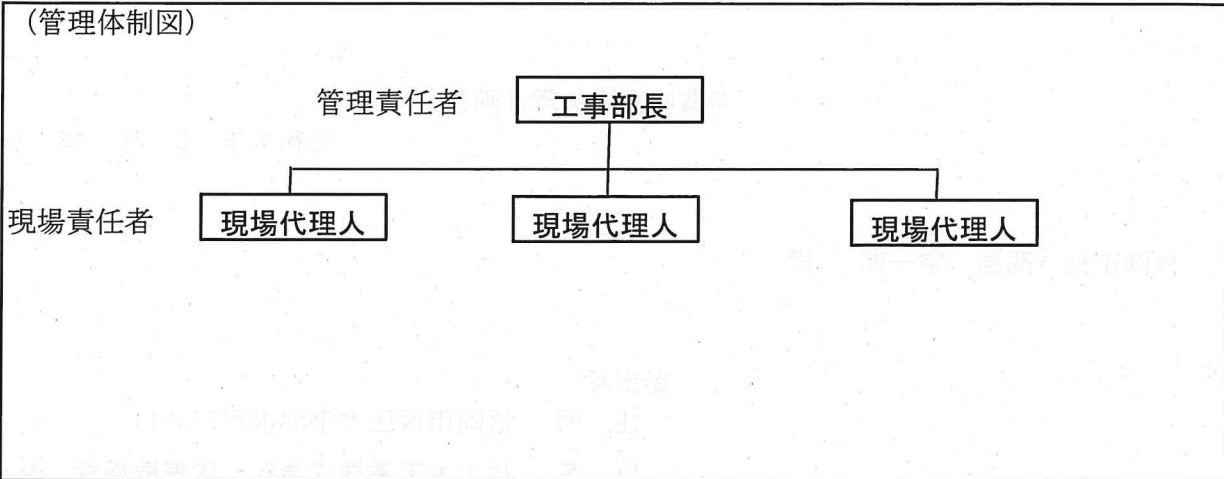 （管理体制図）
管理責任者 工事部長
現場責任者 現場代理人 現場代理人 現場代理人